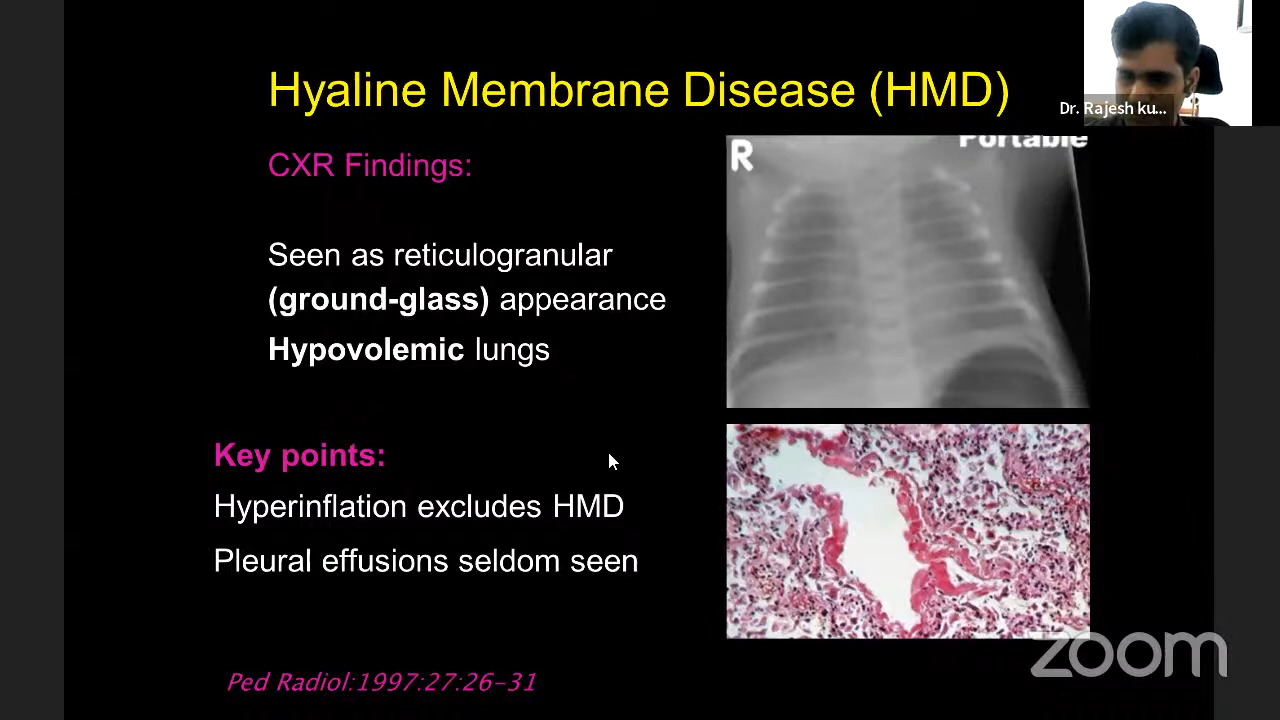 Hyaline Membrane Disease (HMD)
Dr. Rajesh ku...
CXR Findings:
Portable
R
Seen as reticulogranular
(ground-glass) appearance
Hypovolemic lungs
Key points:
Hyperinflation excludes HMD
Pleural effusions seldom seen
zoom
Ped Radiol:1997:27:26-31